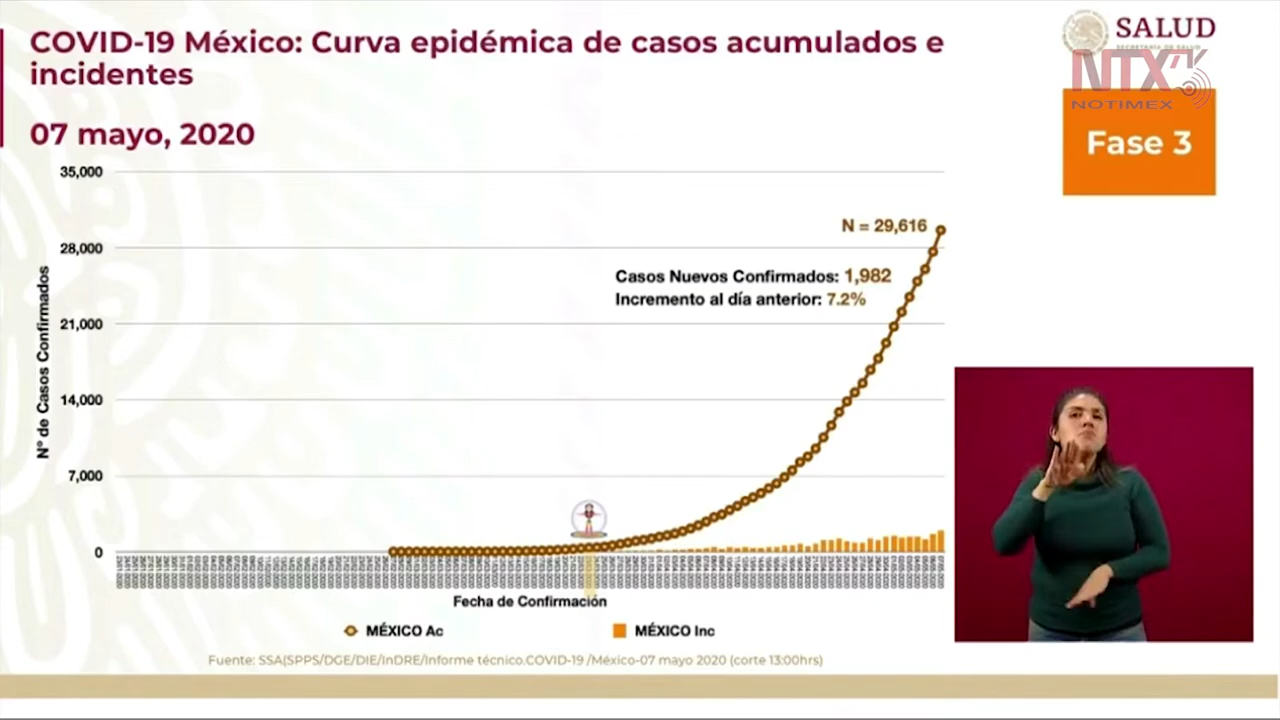 COVID-19 México: Curva epidémica de casos acumulados e
incidentes
07 mayo, 2020
SALUD
SECRETARÍA DE SALUD
NTX
NOTIMEX
Fase 3
35,000
28,000
21,000
14,000
7,000
0
Nº de Casos Confirmados
N = 29,616
Casos Nuevos Confirmados: 1,982
Incremento al día anterior: 7.2%
Fecha de Confirmación
MÉXICO Ac
MÉXICO Inc
Fuente: SSA(SPPS/DGE/DIE/InDRE/Informe técnico.COVID-19 /México-07 mayo 2020 (corte 13:00hrs)